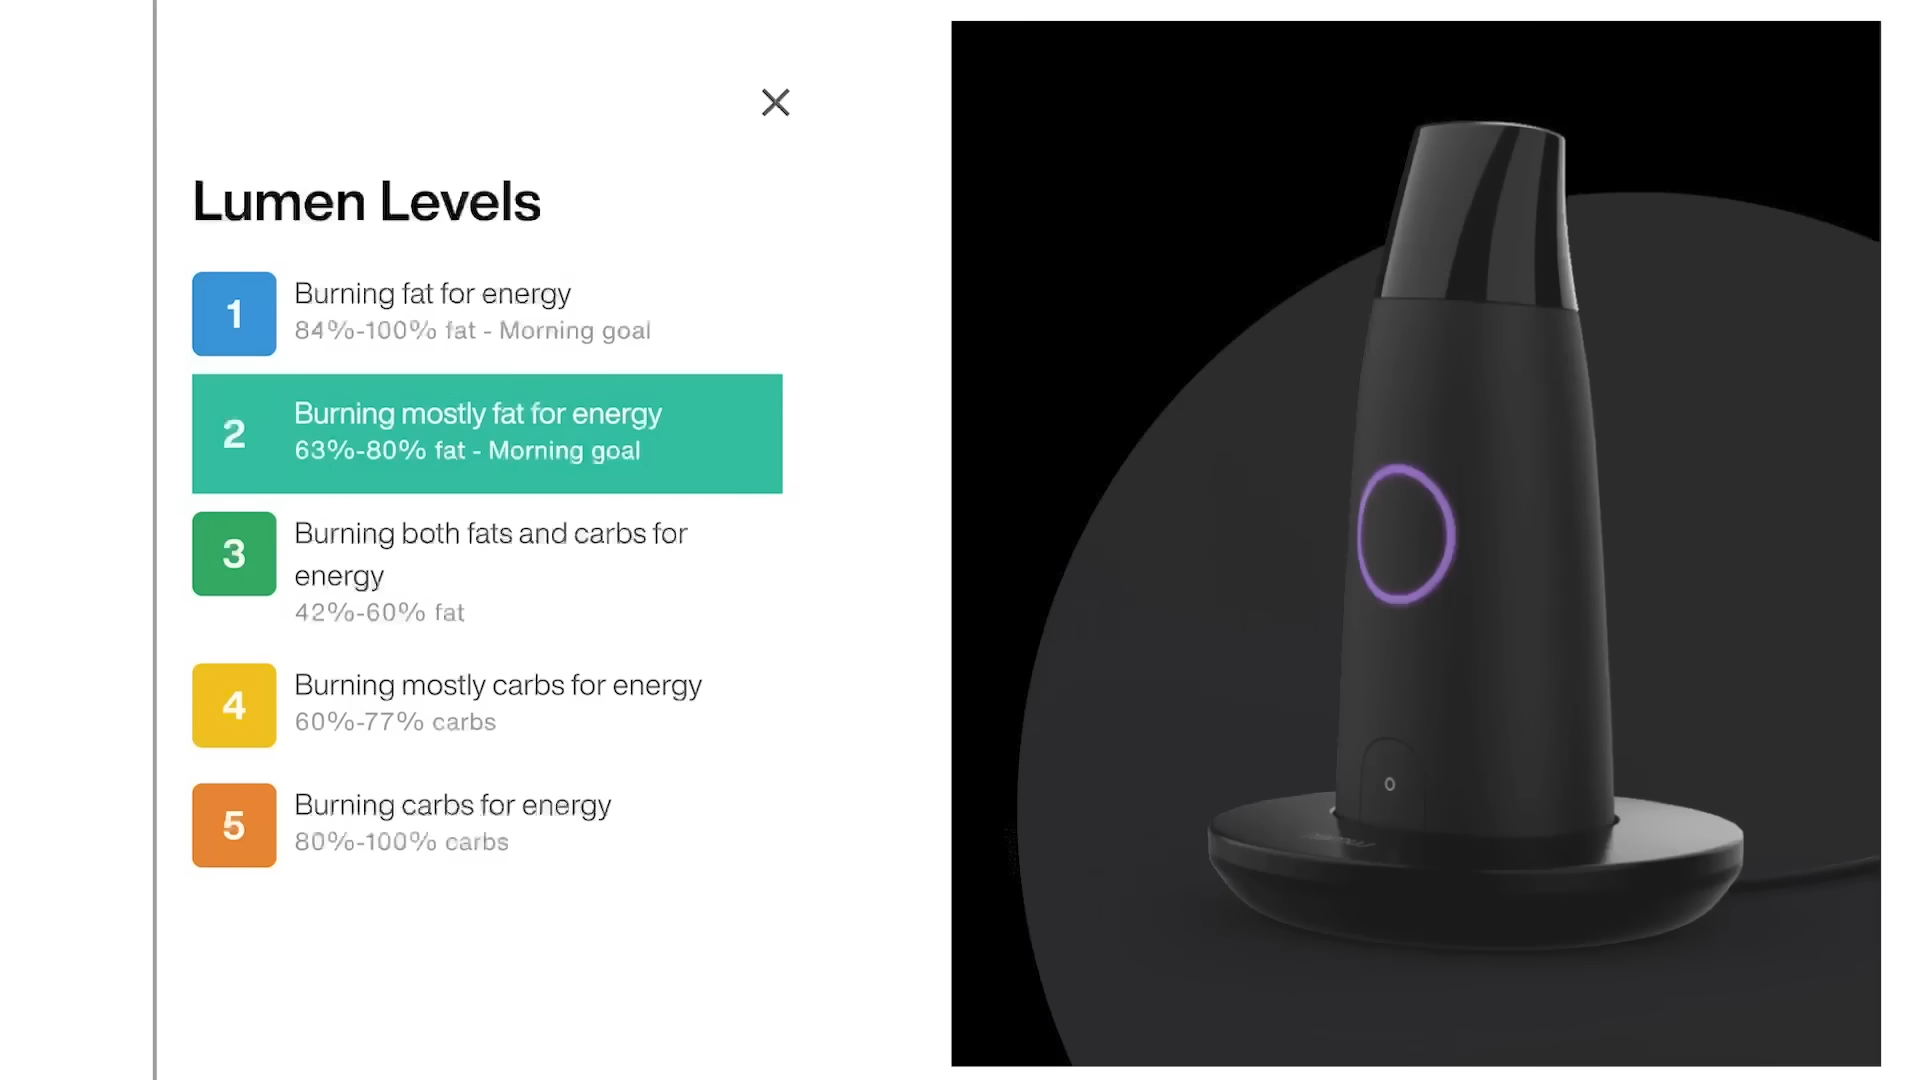 Lumen Levels
1
Burning fat for energy
84%-100% fat - Morning goal
2
Burning mostly fat for energy
63%-80% fat - Morning goal
3
Burning both fats and carbs for
energy
42%-60% fat
4
Burning mostly carbs for energy
60%-77% carbs
5
Burning carbs for energy
80%-100% carbs